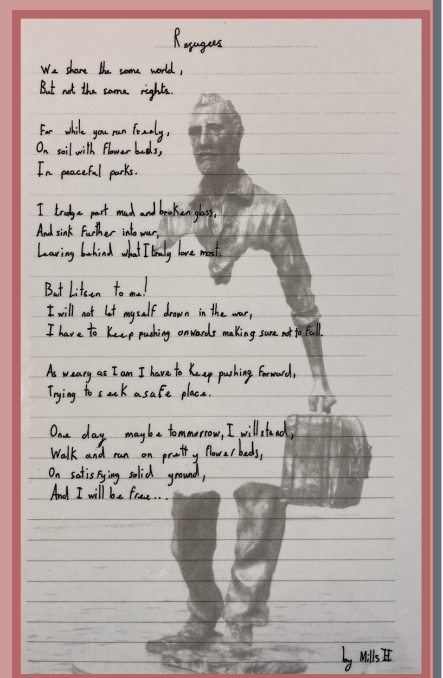 Refugees
We share the same world,
But not the same rights.
For while you run freely,
On soil with flower beds,
In peaceful parks.
I trudge part mud and broken glass,
And sink further into war,
Leaving behind what I truly love most.
But Litsen to me!
I will not let myself drown in the war,
I have to keep pushing onwards making sure not to fall.
As weary as I am I have to keep pushing forward,
Trying to seek a safe place.
One day maybe tommorrow, I will stand,
Walk and run on pretty flower beds,
On satisfying solid ground,
And I will be free...
by Mills H